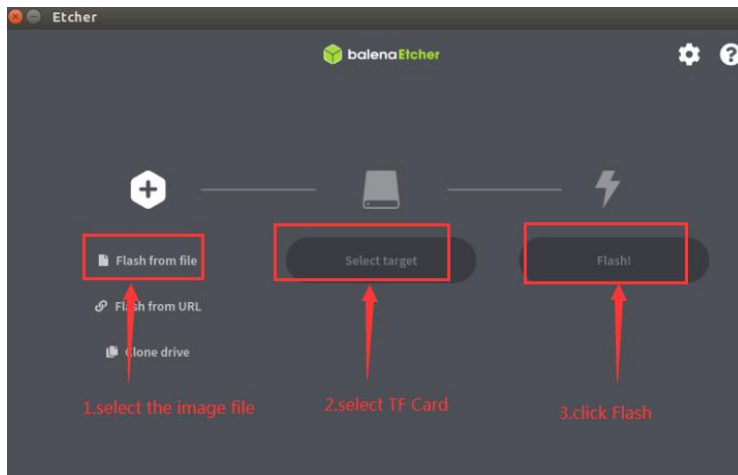 Etcher
balenaEtcher
Flash from file
Select target
Flash!
Flash from URL
Clone drive
1.select the image file
2.select TF Card
3.click Flash